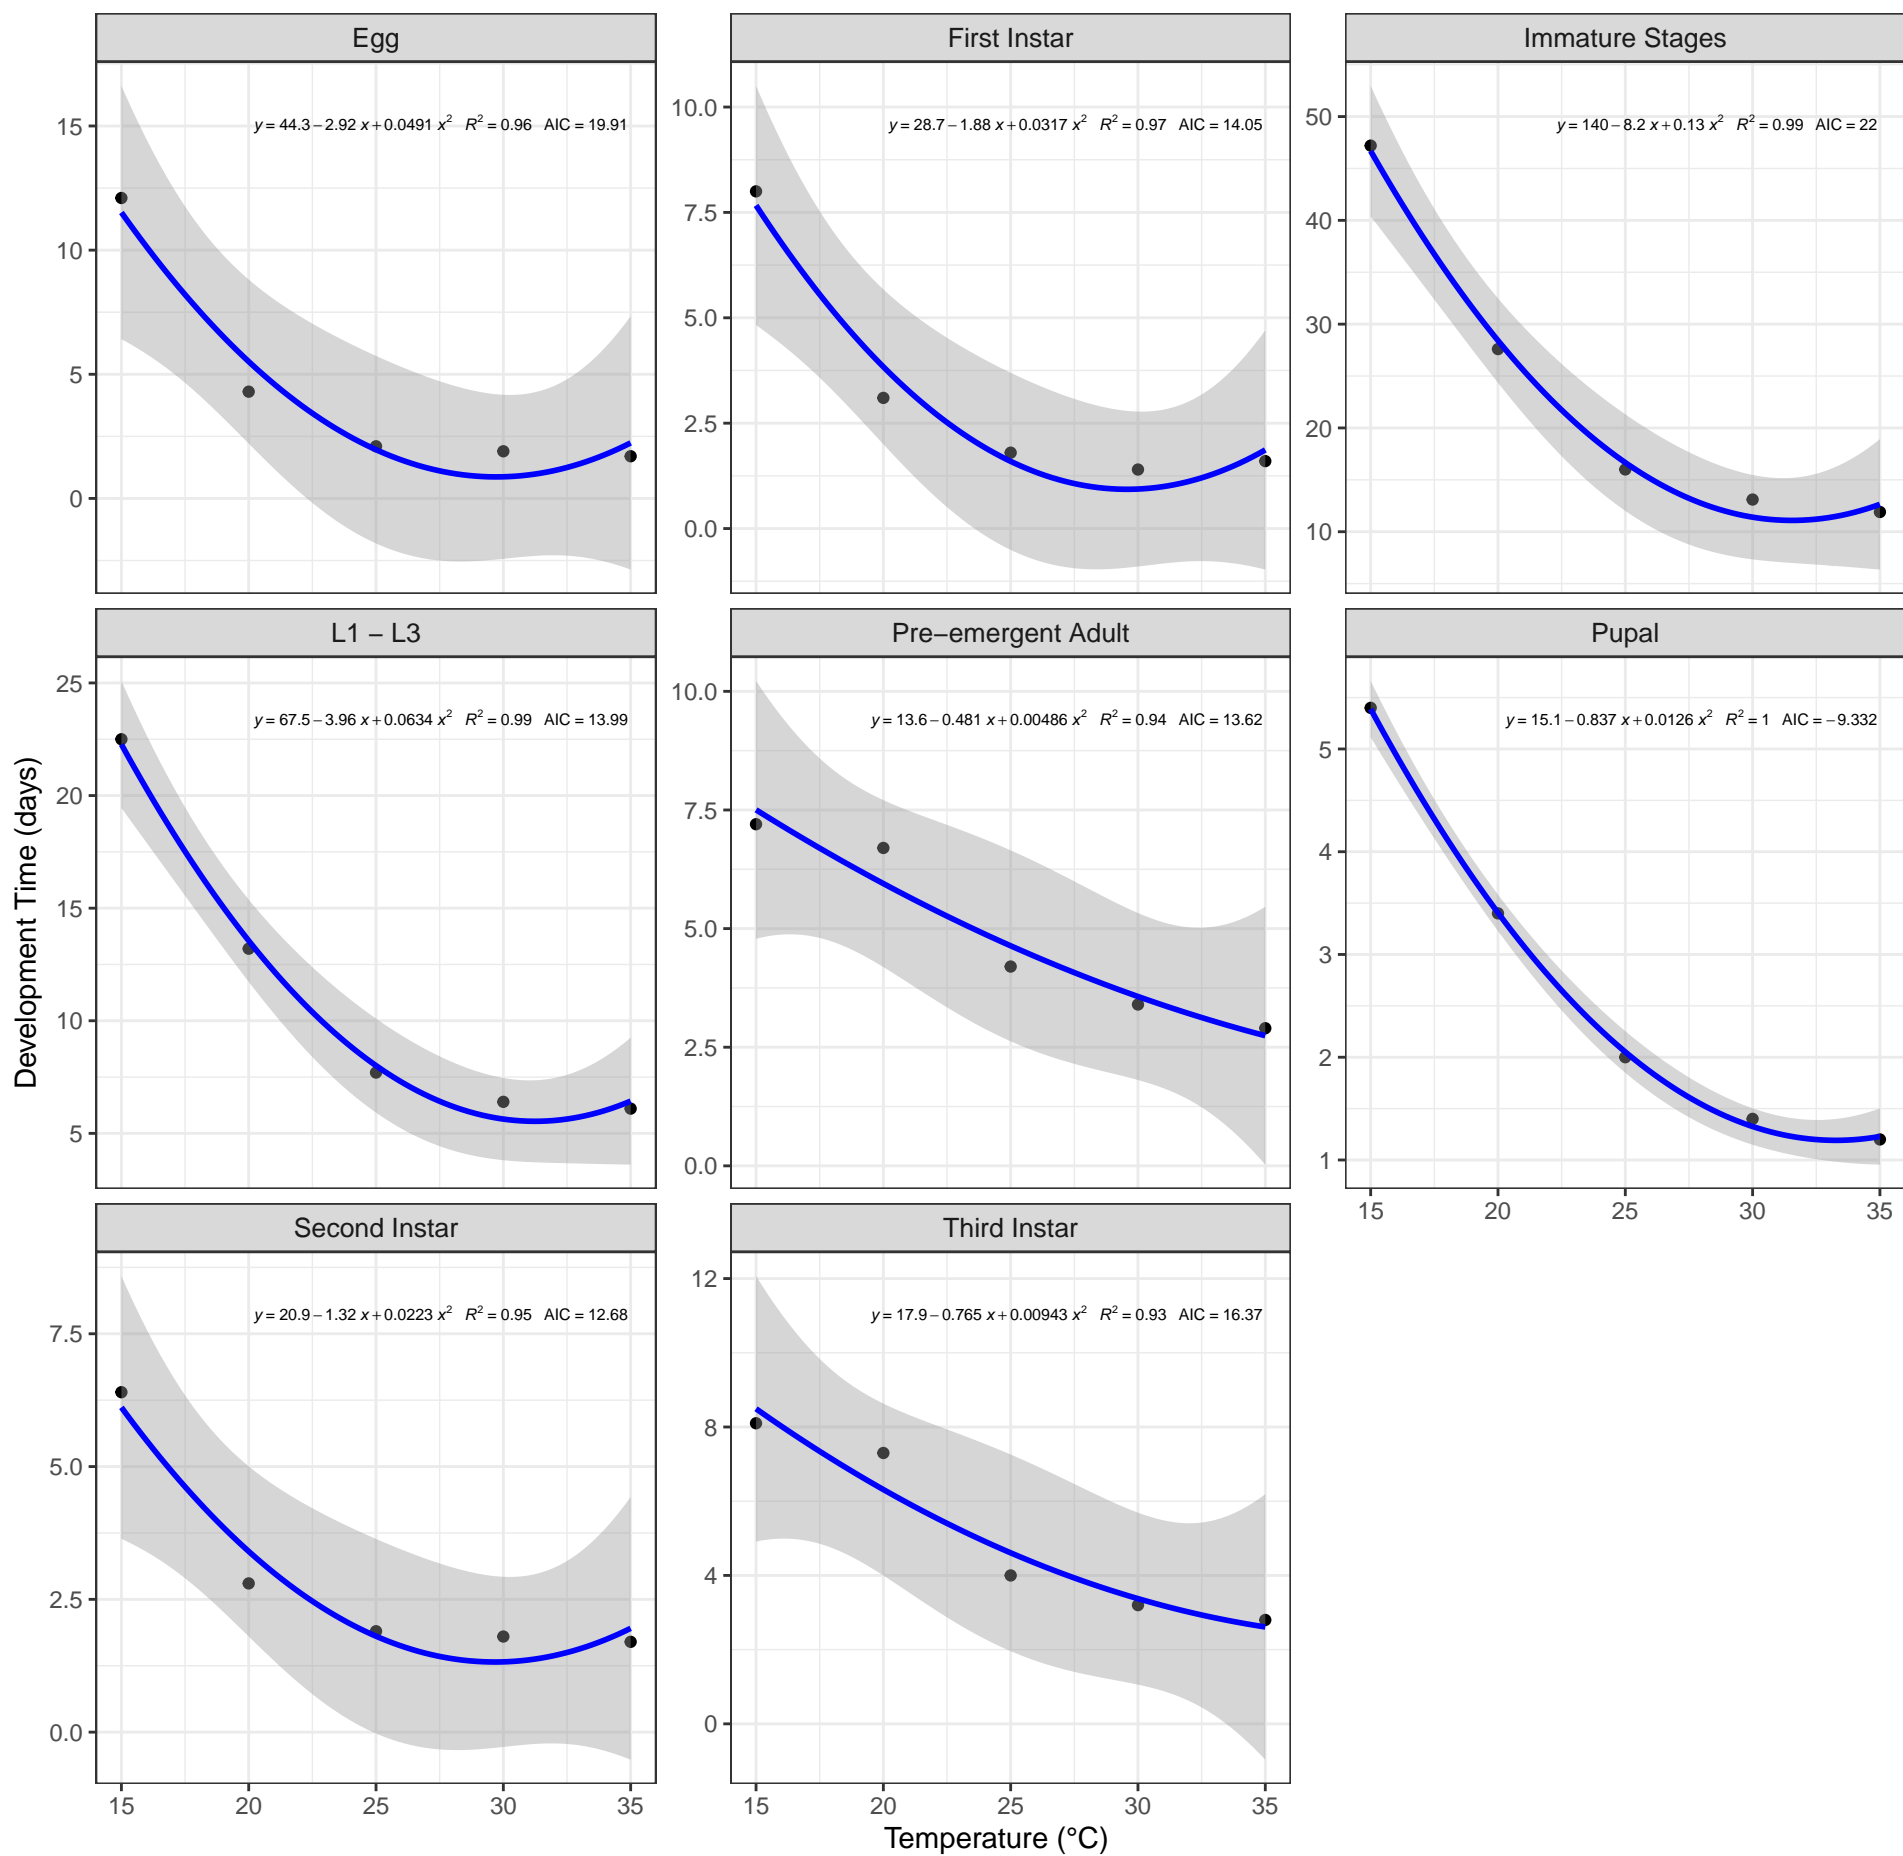 Egg
First Instar
Immature Stages
y = 44.3 − 2.92 x + 0.0491 x² R² = 0.96 AIC = 19.91
15
10
5
0
y = 28.7 − 1.88 x + 0.0317 x² R² = 0.97 AIC = 14.05
10.0
7.5
5.0
2.5
0.0
y = 140 − 8.2 x + 0.13 x² R² = 0.99 AIC = 22
50
40
30
20
10
L1 − L3
Pre−emergent Adult
Pupal
Development Time (days)
y = 67.5 − 3.96 x + 0.0634 x² R² = 0.99 AIC = 13.99
25
20
15
10
5
y = 13.6 − 0.481 x + 0.00486 x² R² = 0.94 AIC = 13.62
10.0
7.5
5.0
2.5
0.0
y = 15.1 − 0.837 x + 0.0126 x² R² = 1 AIC = −9.332
5
4
3
2
1
15 20 25 30 35
Second Instar
Third Instar
y = 20.9 − 1.32 x + 0.0223 x² R² = 0.95 AIC = 12.68
7.5
5.0
2.5
0.0
15 20 25 30 35
y = 17.9 − 0.765 x + 0.00943 x² R² = 0.93 AIC = 16.37
12
8
4
0
15 20 25 30 35
Temperature (°C)